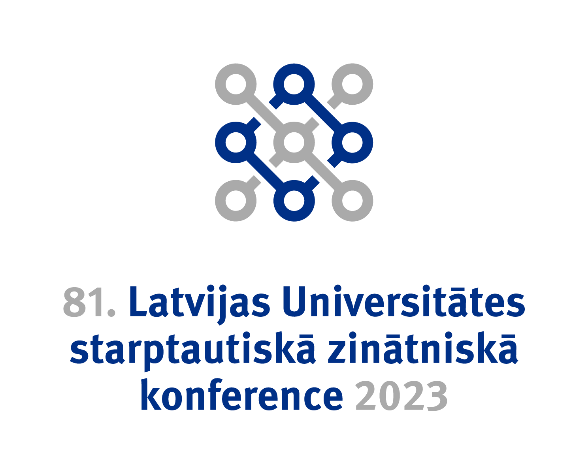 81. Latvijas Universitātes
starptautiskā zinātniskā
konference 2023